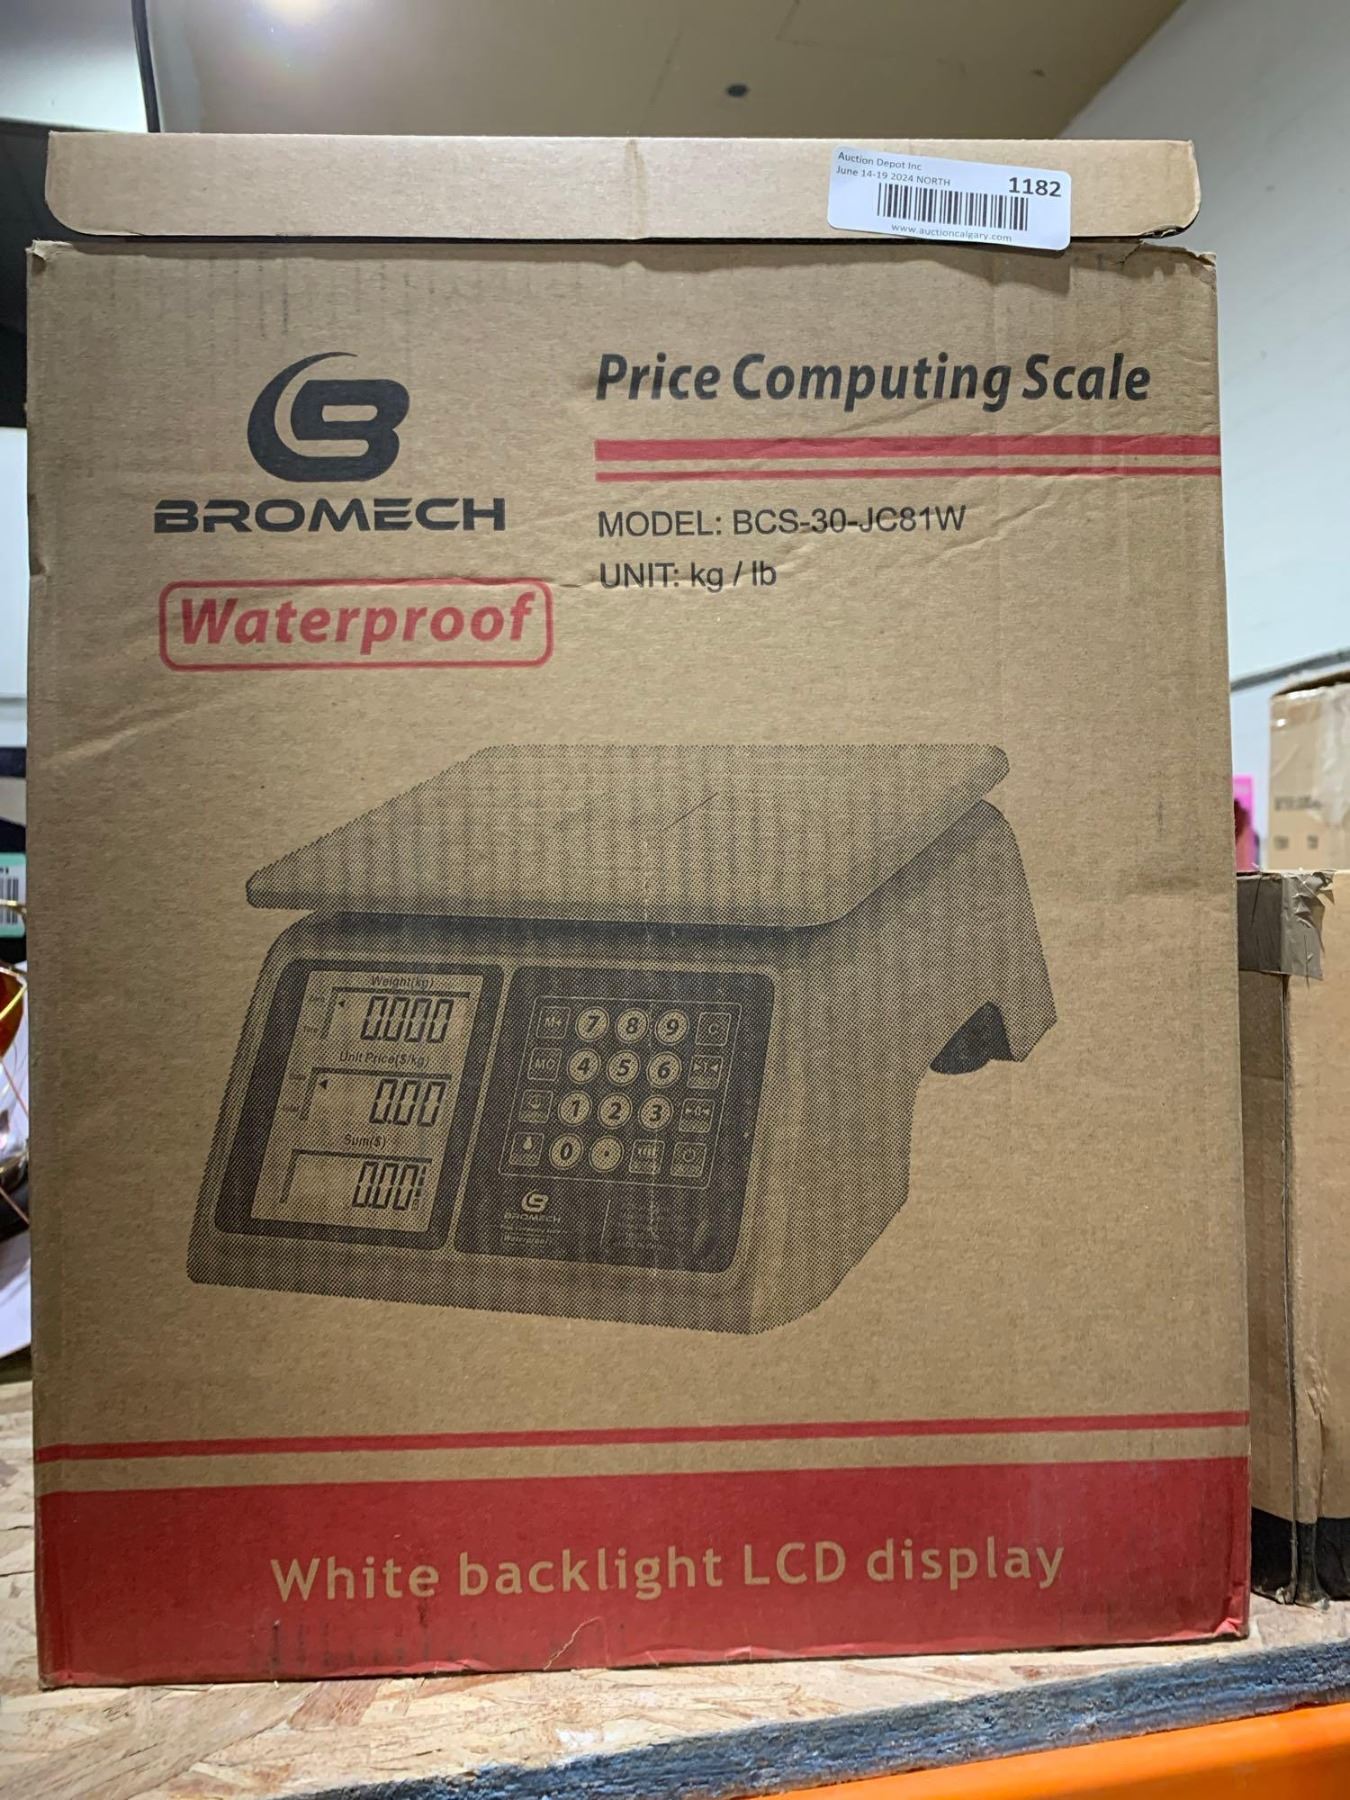 Auction Depot Inc
June 14-19 2024 NORTH
1182
www.auctioncalgary.com
BROMECH
Waterproof
Price Computing Scale
MODEL: BCS-30-JC81W
UNIT: kg / lb
Weight(kg)
0.000
Unit Price($/kg)
0.00
Sum($)
0.00
M+ 7 8 9 C
MC 4 5 6 >T<
1 2 3 >0<
0 .
BROMECH
White backlight LCD display